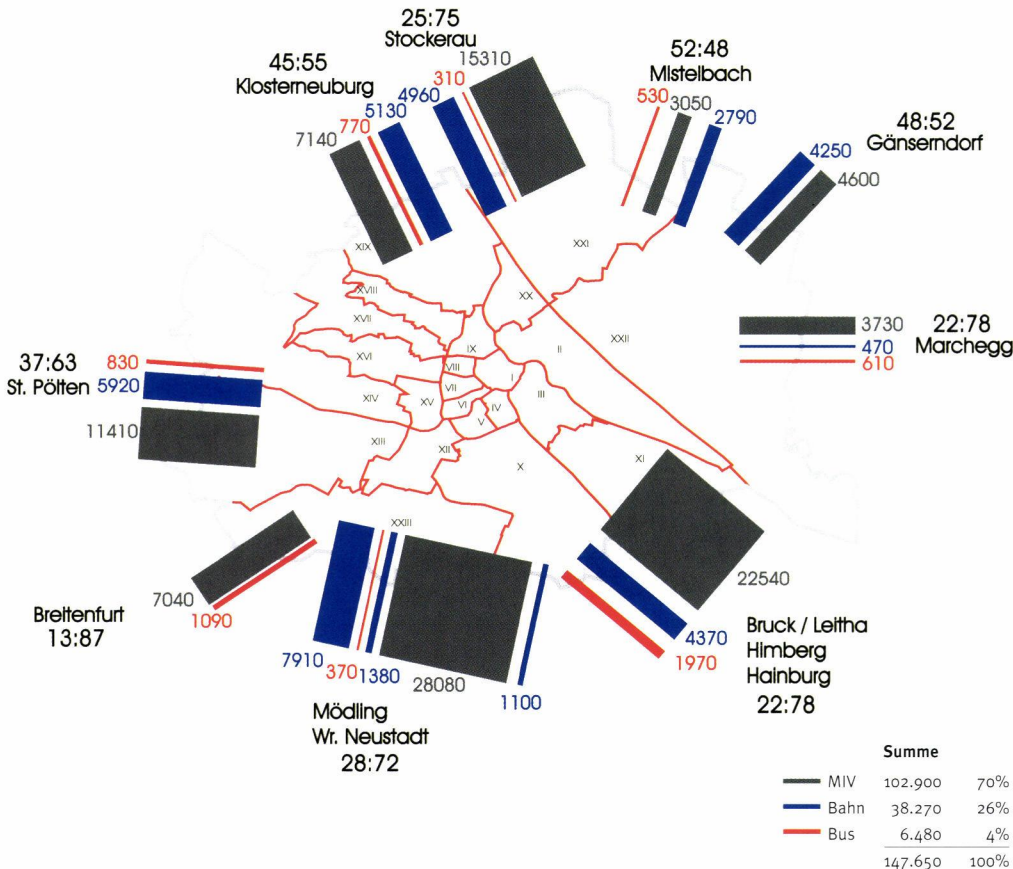 25:75
Stockerau
15310
310
4960
45:55
Klosterneuburg
5130
770
7140
52:48
Mistelbach
530
3050
2790
48:52
Gänserndorf
4250
4600
3730
470
610
22:78
Marchegg
37:63
St. Pölten
830
5920
11410
XIX
XVIII
XVII
XVI
XIV
XV
XIII
XII
XXIII
XX
XXI
XXII
IX
VIII
VII
VI
V
IV
I
II
III
X
XI
7040
1090
Breitenfurt
13:87
7910
370
1380
28080
1100
Mödling
Wr. Neustadt
28:72
22540
4370
1970
Bruck / Leitha
Himberg
Hainburg
22:78
Summe
MIV 102.900 70%
Bahn 38.270 26%
Bus 6.480 4%
147.650 100%